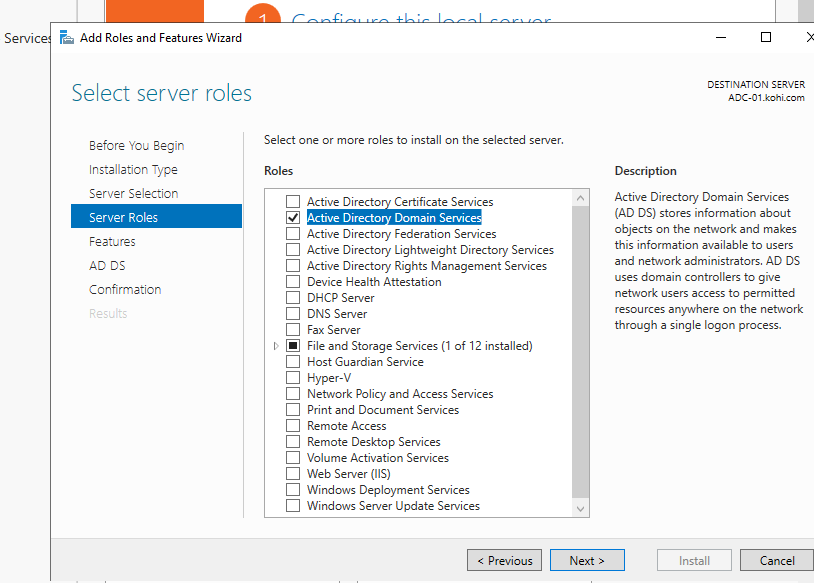 1 Configure this local server
Services
Add Roles and Features Wizard
Select server roles
DESTINATION SERVER
ADC-01.kohi.com
Before You Begin
Installation Type
Server Selection
Server Roles
Features
AD DS
Confirmation
Results
Select one or more roles to install on the selected server.
Roles
Active Directory Certificate Services
Active Directory Domain Services
Active Directory Federation Services
Active Directory Lightweight Directory Services
Active Directory Rights Management Services
Device Health Attestation
DHCP Server
DNS Server
Fax Server
File and Storage Services (1 of 12 installed)
Host Guardian Service
Hyper-V
Network Policy and Access Services
Print and Document Services
Remote Access
Remote Desktop Services
Volume Activation Services
Web Server (IIS)
Windows Deployment Services
Windows Server Update Services
Description
Active Directory Domain Services
(AD DS) stores information about
objects on the network and makes
this information available to users
and network administrators. AD DS
uses domain controllers to give
network users access to permitted
resources anywhere on the network
through a single logon process.
< Previous
Next >
Install
Cancel